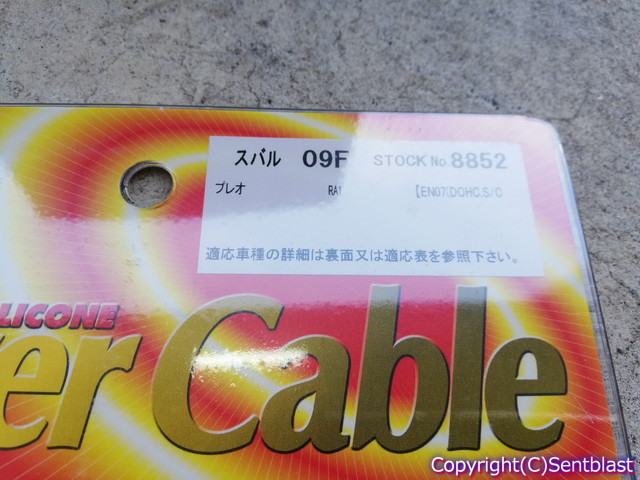 スバル 09F STOCK No.8852
プレオ RA1 【EN07】DOHC.S/C
適応車種の詳細は裏面又は適応表を参照下さい。
LICONE
er Cable
Copyright(C)Sentblast